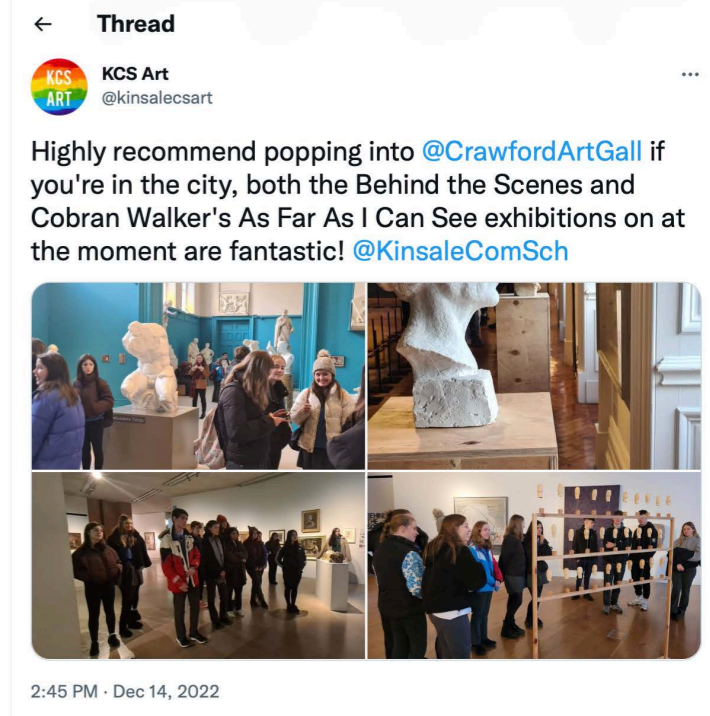 Thread
KCS
ART
KCS Art
@kinsalecsart
Highly recommend popping into @CrawfordArtGall if
you're in the city, both the Behind the Scenes and
Cobran Walker's As Far As I Can See exhibitions on at
the moment are fantastic! @KinsaleComSch
2:45 PM · Dec 14, 2022